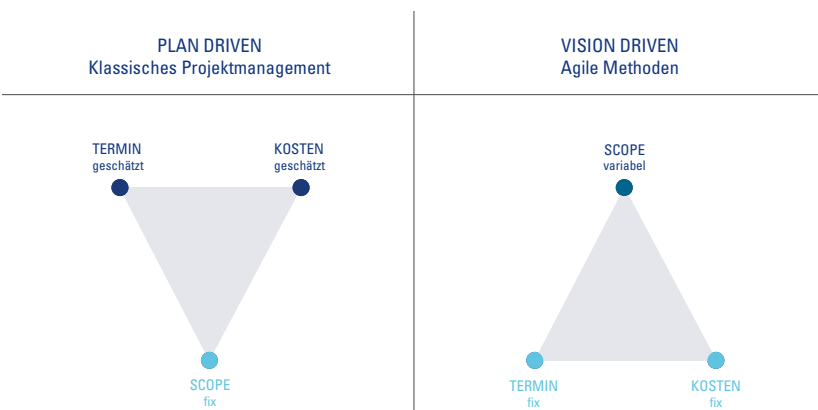 PLAN DRIVEN
Klassisches Projektmanagement
VISION DRIVEN
Agile Methoden
TERMIN
geschätzt
KOSTEN
geschätzt
SCOPE
fix
SCOPE
variabel
TERMIN
fix
KOSTEN
fix